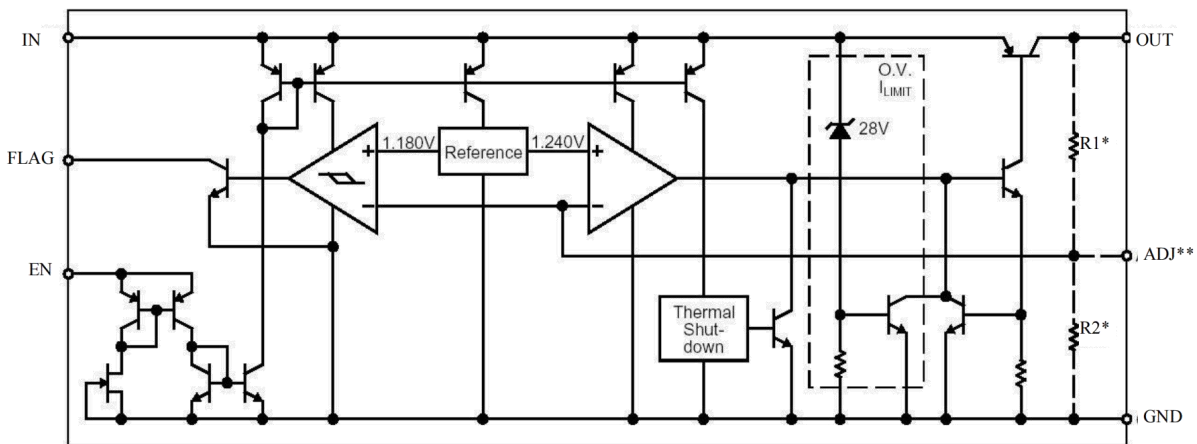 IN
OUT
O.V.
ILIMIT
28V
1.180V
Reference
1.240V
R1*
FLAG
ADJ**
EN
Thermal
Shut-
down
R2*
GND